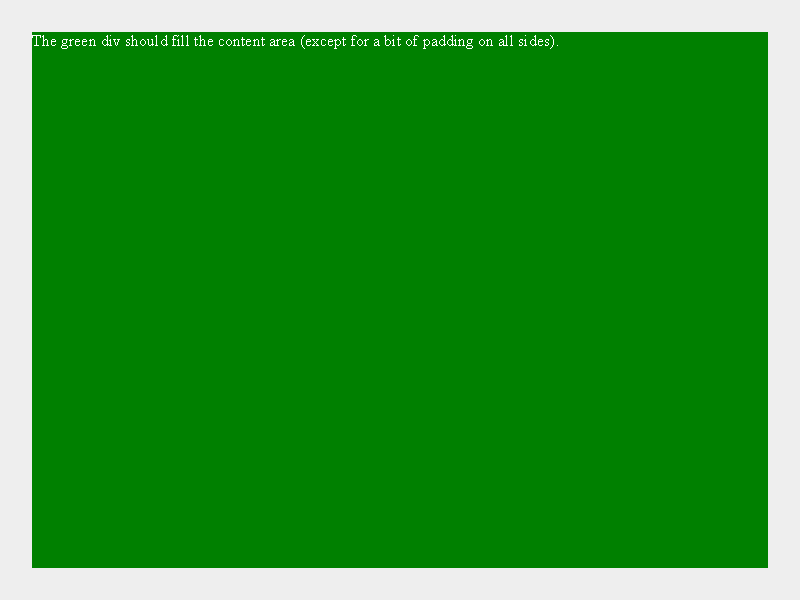 The green div should fill the content area (except for a bit of padding on all sides).